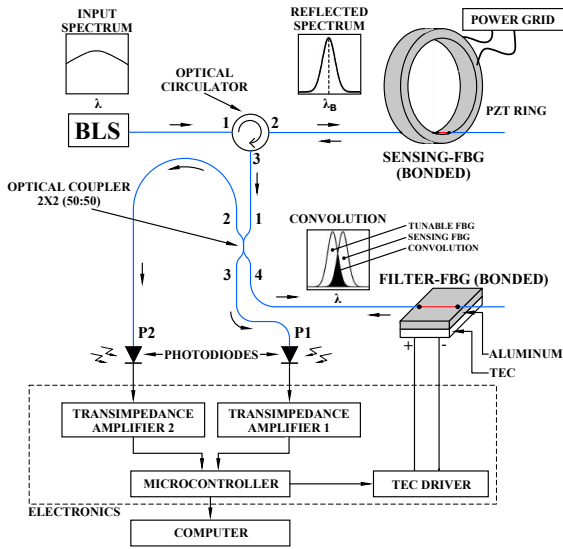 INPUT
SPECTRUM
λ
REFLECTED
SPECTRUM
λB
POWER GRID
OPTICAL
CIRCULATOR
BLS
1
2
3
PZT RING
SENSING-FBG
(BONDED)
OPTICAL COUPLER
2X2 (50:50)
2
1
3
4
CONVOLUTION
TUNABLE FBG
SENSING FBG
CONVOLUTION
λ
FILTER-FBG (BONDED)
+
-
ALUMINUM
TEC
P2
PHOTODIODES
P1
TRANSIMPEDANCE
AMPLIFIER 2
TRANSIMPEDANCE
AMPLIFIER 1
MICROCONTROLLER
TEC DRIVER
ELECTRONICS
COMPUTER